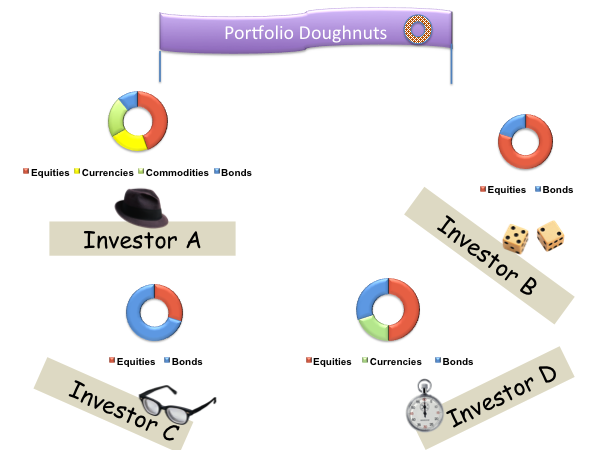 Portfolio Doughnuts
Equities Currencies Commodities Bonds
Equities Bonds
Investor A
Investor B
Equities Bonds
Equities Currencies Bonds
Investor C
Investor D